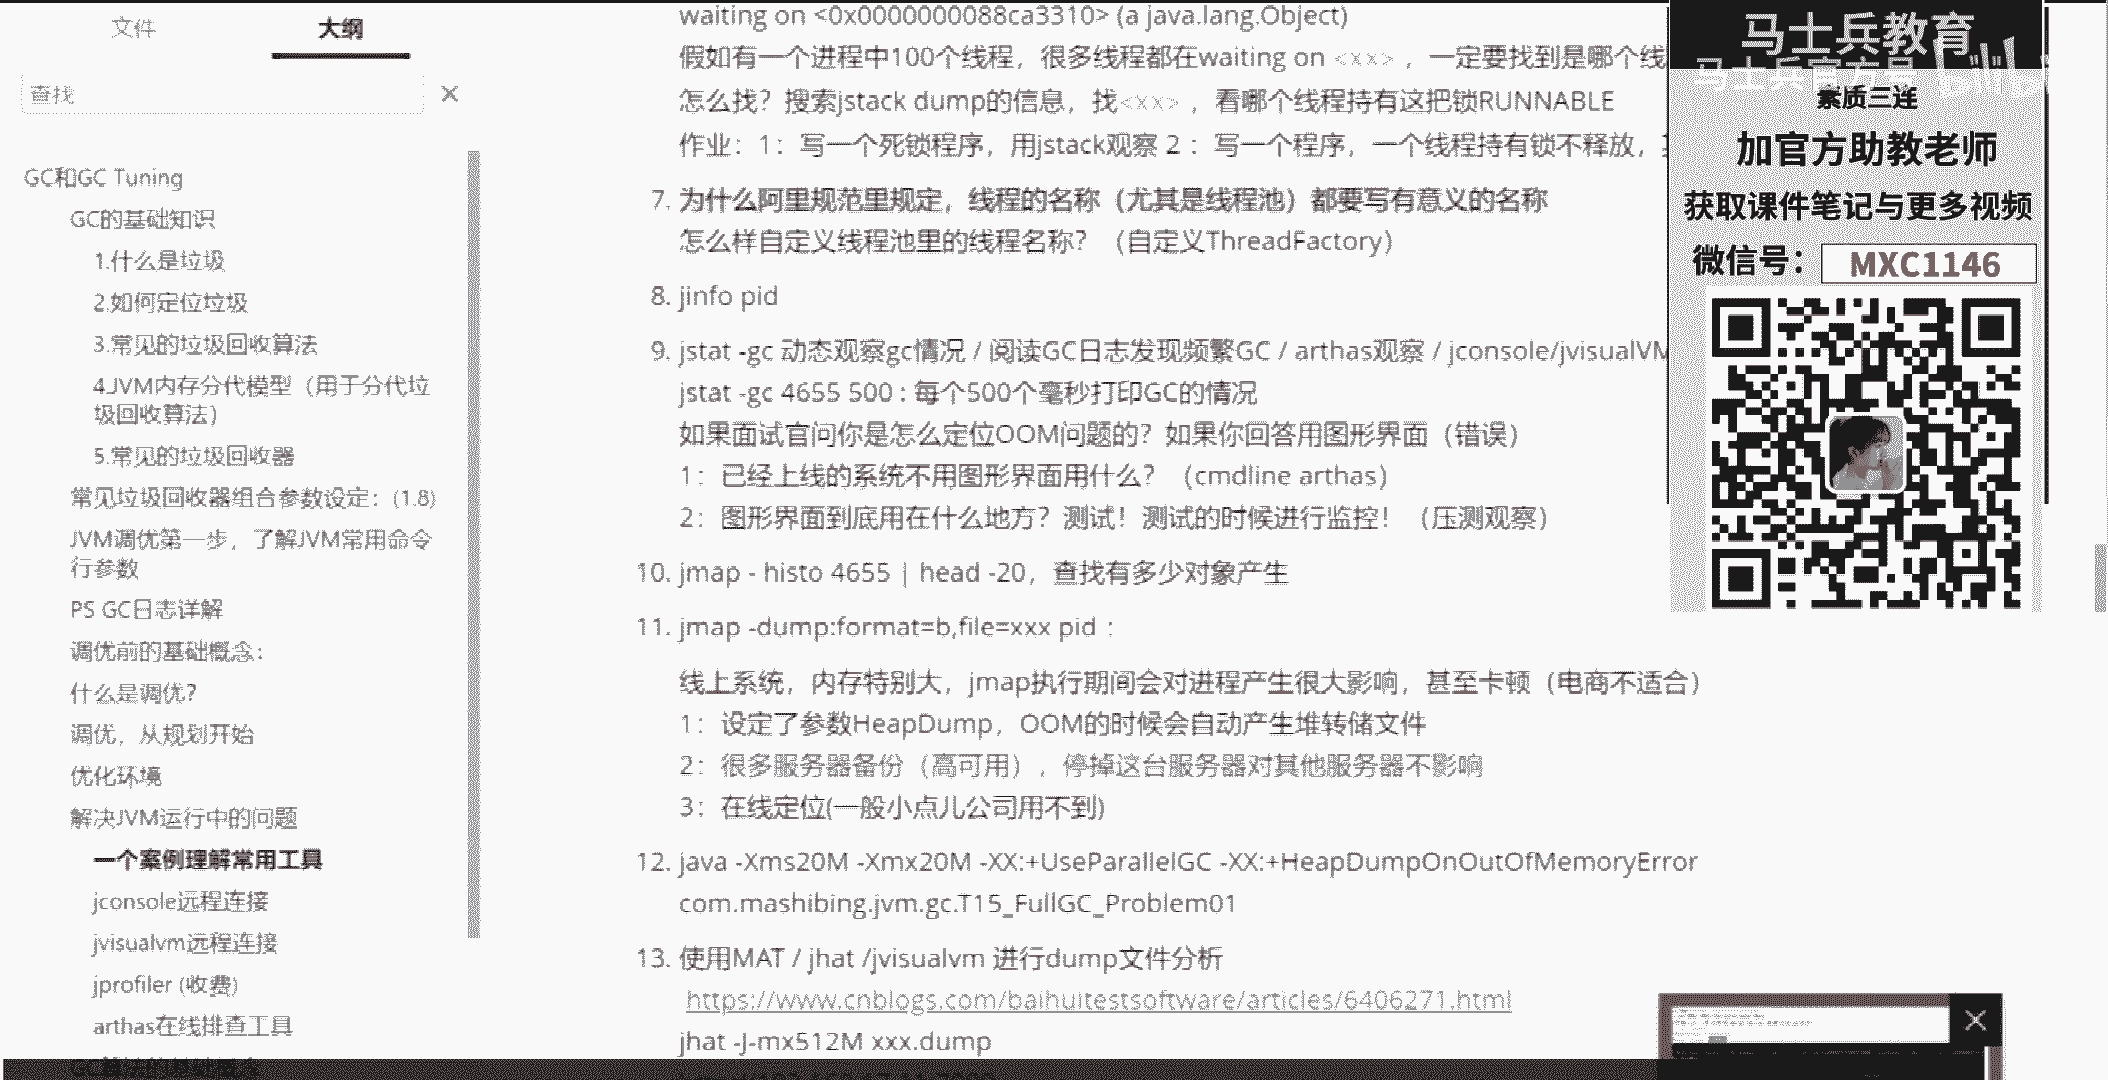 文件
大纲
查找
GC和GC Tuning
GC的基础知识
1.什么是垃圾
2.如何定位垃圾
3.常见的垃圾回收算法
4.JVM内存分代模型（用于分代垃
圾回收算法）
5.常见的垃圾回收器
常见垃圾回收器组合参数设定：(1.8)
JVM调优第一步，了解JVM常用命令
行参数
PS GC日志详解
调优前的基础概念：
什么是调优？
调优，从规划开始
优化环境
解决JVM运行中的问题
一个案例理解常用工具
jconsole远程连接
jvisualvm远程连接
jprofiler (收费)
arthas在线排查工具
GC算法的基础概念
waiting on <0x0000000088ca3310> (a java.lang.Object)
假如有一个进程中100个线程，很多线程都在waiting on <xx> ，一定要找到是哪个线
怎么找？搜索jstack dump的信息，找<xx> ，看哪个线程持有这把锁RUNNABLE
作业：1：写一个死锁程序，用jstack观察 2 ：写一个程序，一个线程持有锁不释放，
7. 为什么阿里规范里规定，线程的名称（尤其是线程池）都要写有意义的名称
怎么样自定义线程池里的线程名称？（自定义ThreadFactory）
8. jinfo pid
9. jstat -gc 动态观察gc情况 / 阅读GC日志发现频繁GC / arthas观察 / jconsole/jvisualVM
jstat -gc 4655 500 : 每个500个毫秒打印GC的情况
如果面试官问你是怎么定位OOM问题的？如果你回答用图形界面（错误）
1：已经上线的系统不用图形界面用什么？（cmdline arthas）
2：图形界面到底用在什么地方？测试！测试的时候进行监控！（压测观察）
10. jmap - histo 4655 | head -20，查找有多少对象产生
11. jmap -dump:format=b,file=xxx pid ：
线上系统，内存特别大，jmap执行期间会对进程产生很大影响，甚至卡顿（电商不适合）
1：设定了参数HeapDump，OOM的时候会自动产生堆转储文件
2：很多服务器备份（高可用），停掉这台服务器对其他服务器不影响
3：在线定位(一般小点儿公司用不到)
12. java -Xms20M -Xmx20M -XX:+UseParallelGC -XX:+HeapDumpOnOutOfMemoryError
com.mashibing.jvm.gc.T15_FullGC_Problem01
13. 使用MAT / jhat /jvisualvm 进行dump文件分析
https://www.cnblogs.com/baihuitestsoftware/articles/6406271.html
jhat -J-mx512M xxx.dump
马士兵教育
马士兵官方号 bilibili
素质三连
加官方助教老师
获取课件笔记与更多视频
微信号：MXC1146